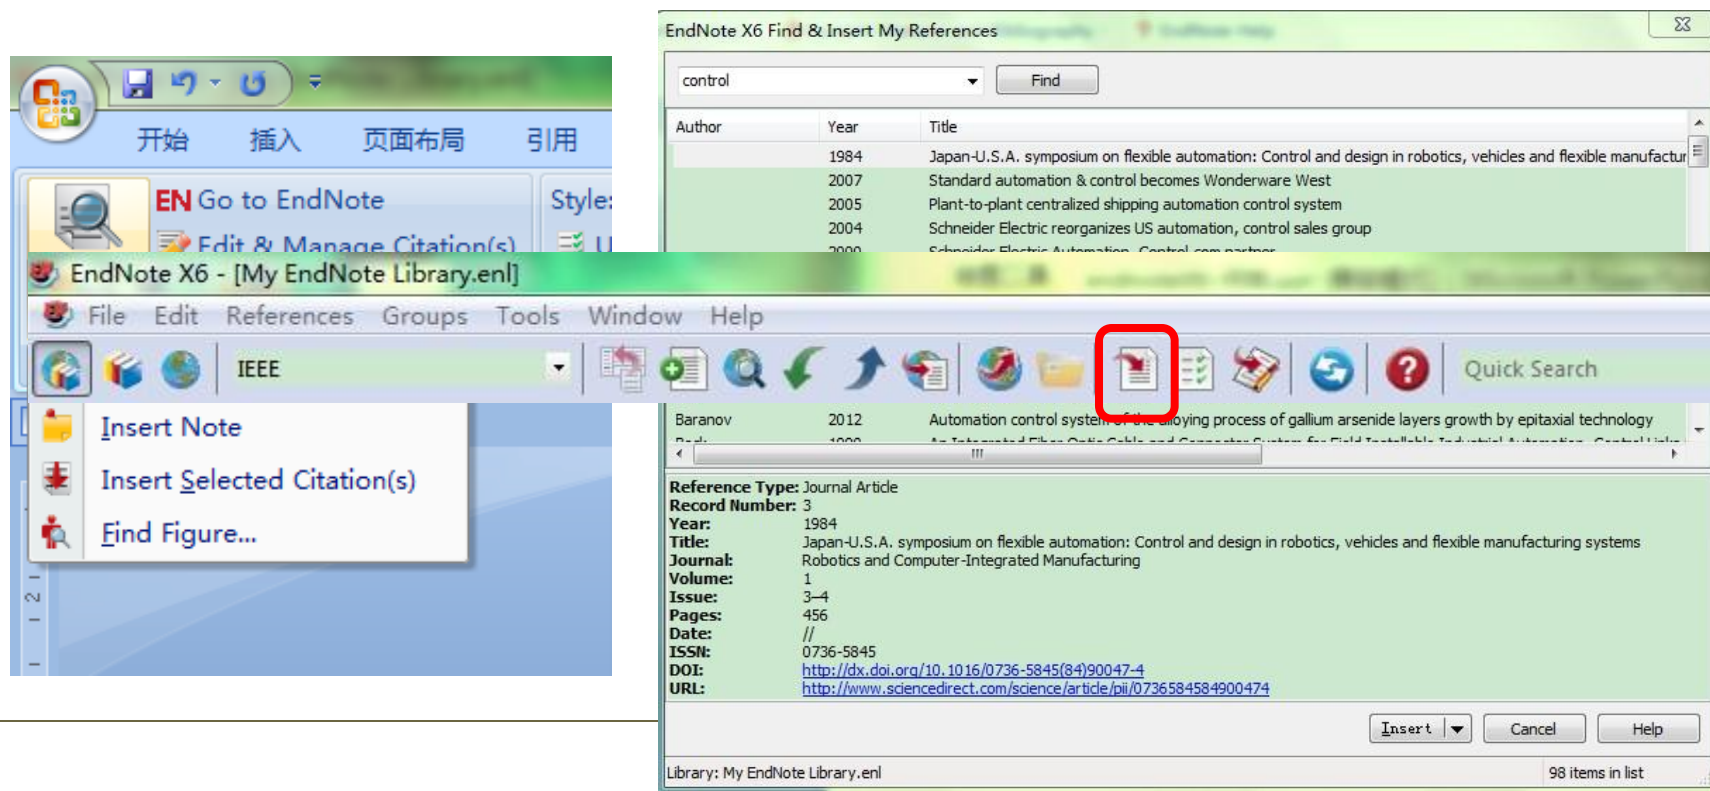 开始 插入 页面布局 引用
EN Go to EndNote
Style:
Edit & Manage Citation(s)
EndNote X6 Find & Insert My References
control Find
Author Year Title
1984 Japan-U.S.A. symposium on flexible automation: Control and design in robotics, vehicles and flexible manufactur
2007 Standard automation & control becomes Wonderware West
2005 Plant-to-plant centralized shipping automation control system
2004 Schneider Electric reorganizes US automation, control sales group
EndNote X6 - [My EndNote Library.enl]
File Edit References Groups Tools Window Help
IEEE Quick Search
Insert Note
Insert Selected Citation(s)
Find Figure...
2
Baranov 2012 Automation control system of the alloying process of gallium arsenide layers growth by epitaxial technology
Reference Type: Journal Article
Record Number: 3
Year: 1984
Title: Japan-U.S.A. symposium on flexible automation: Control and design in robotics, vehicles and flexible manufacturing systems
Journal: Robotics and Computer-Integrated Manufacturing
Volume: 1
Issue: 3–4
Pages: 456
Date: //
ISSN: 0736-5845
DOI: http://dx.doi.org/10.1016/0736-5845(84)90047-4
URL: http://www.sciencedirect.com/science/article/pii/0736584584900474
Insert Cancel Help
Library: My EndNote Library.enl 98 items in list